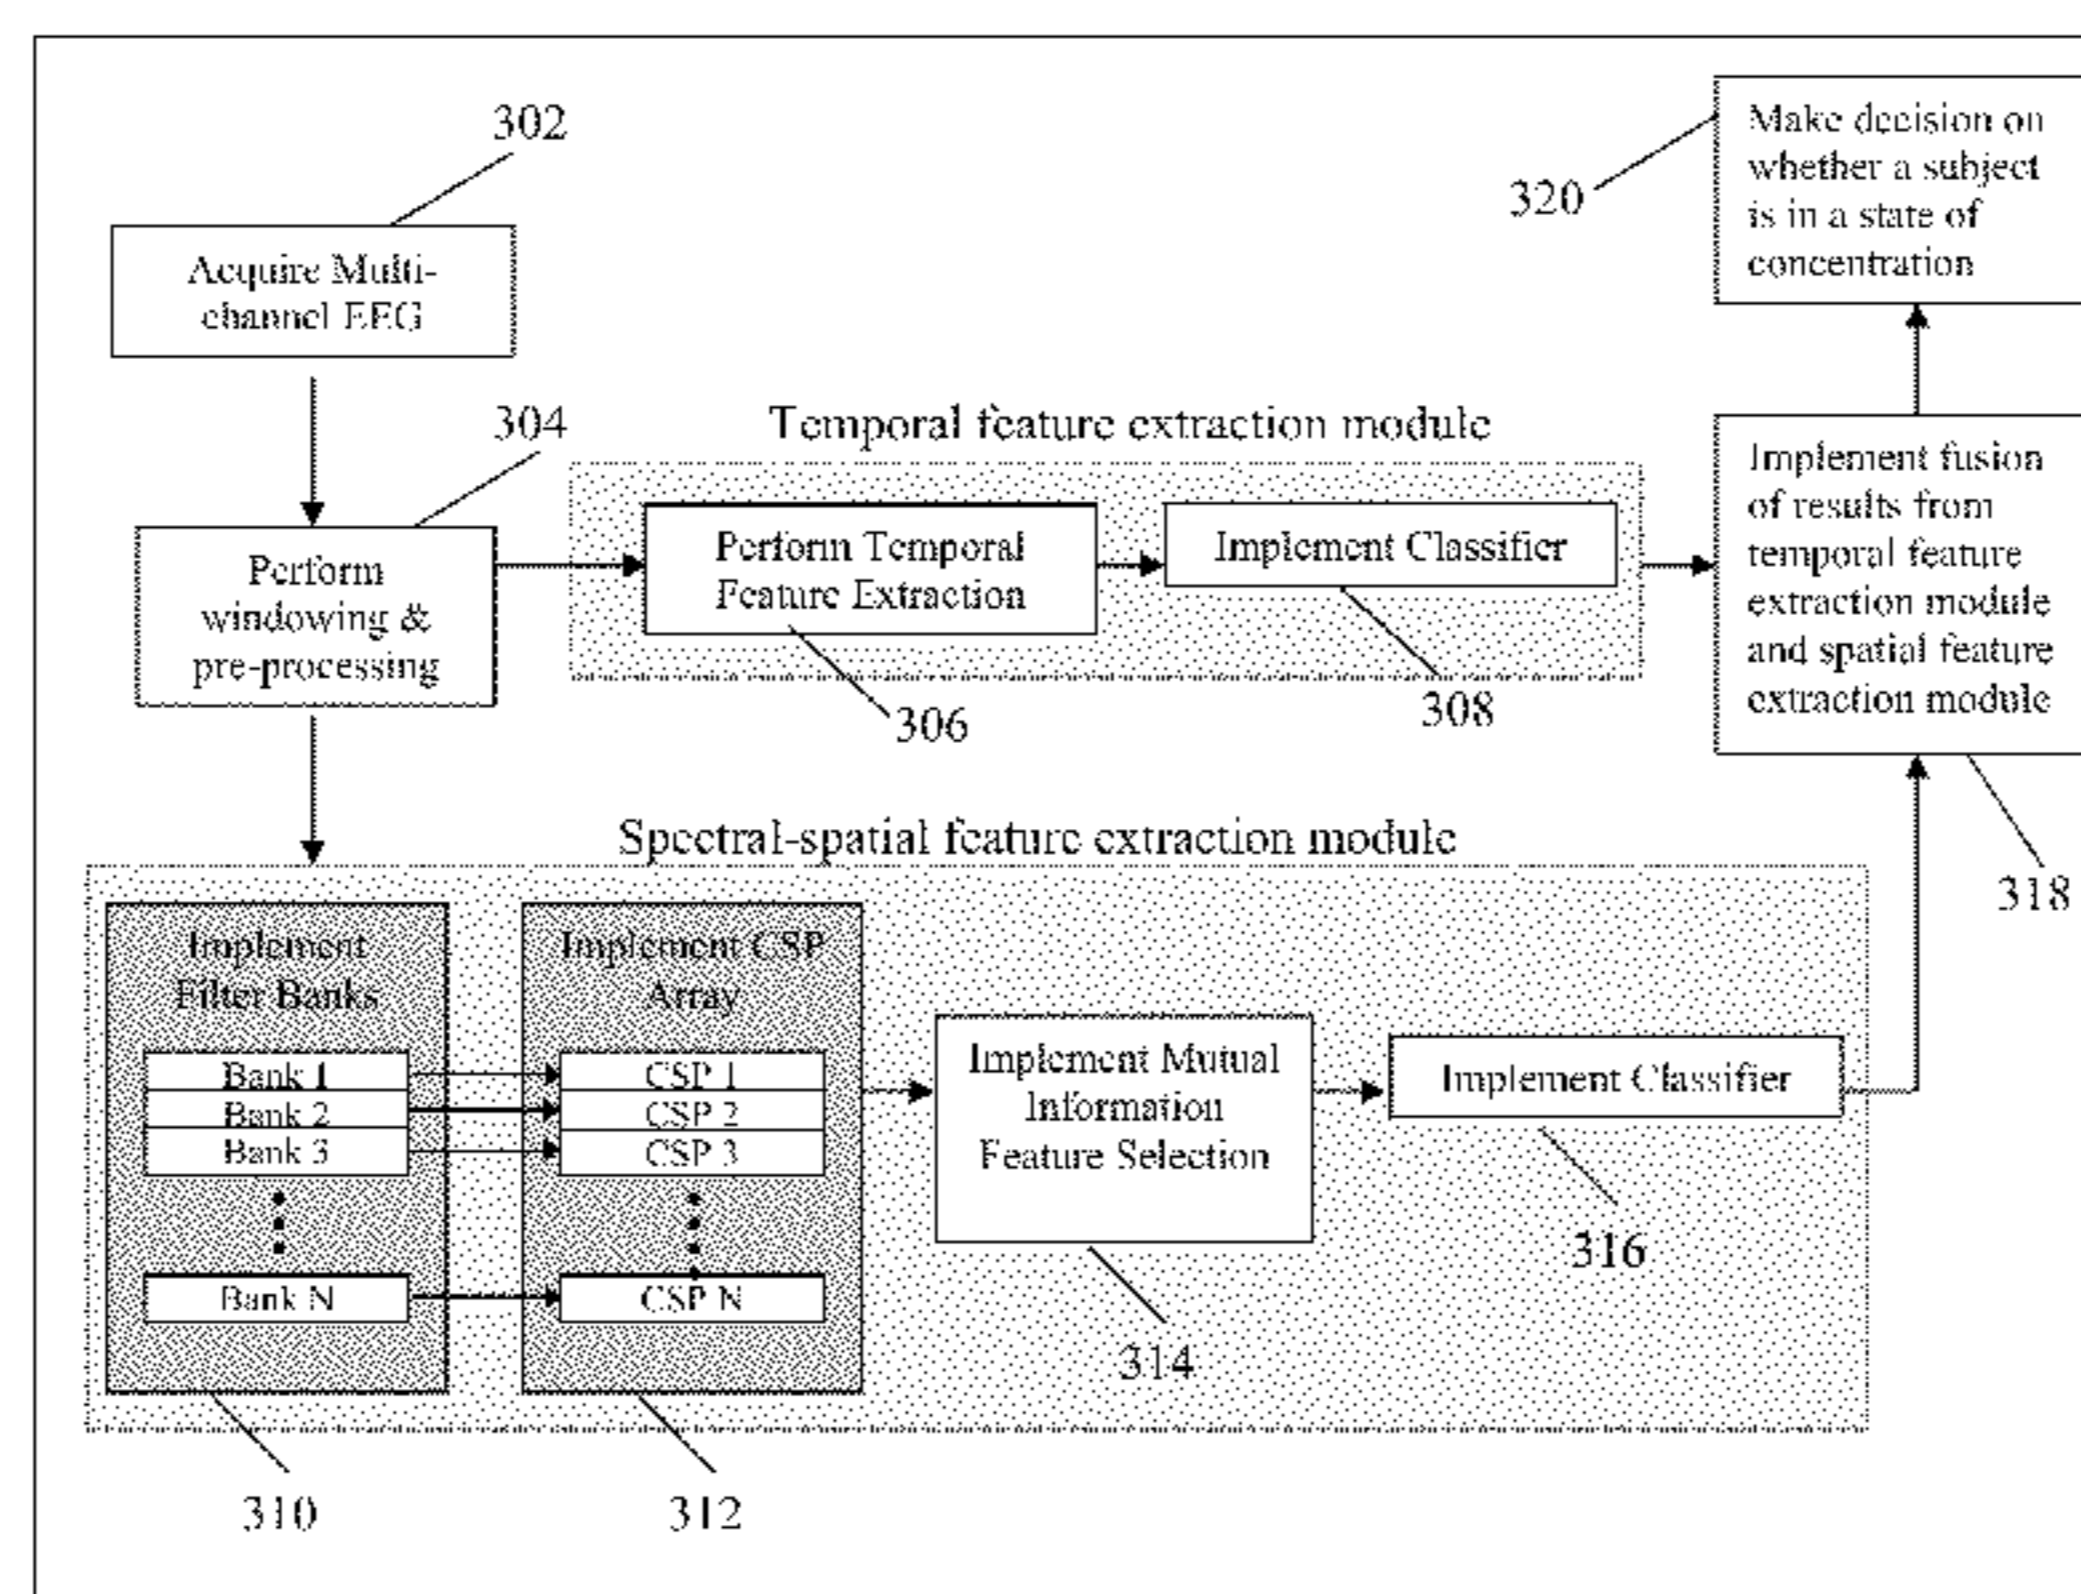 302
Acquire Multi-
channel EEG
304
Perform
windowing &
pre-processing
Temporal feature extraction module
Perform Temporal
Feature Extraction
306
Implement Classifier
308
320
Make decision on
whether a subject
is in a state of
concentration
Implement fusion
of results from
temporal feature
extraction module
and spatial feature
extraction module
318
Spectral-spatial feature extraction module
Implement
Filter Banks
Bank 1
Bank 2
Bank 3
Bank N
310
Implement CSP
Array
CSP 1
CSP 2
CSP 3
CSP N
312
Implement Mutual
Information
Feature Selection
314
Implement Classifier
316